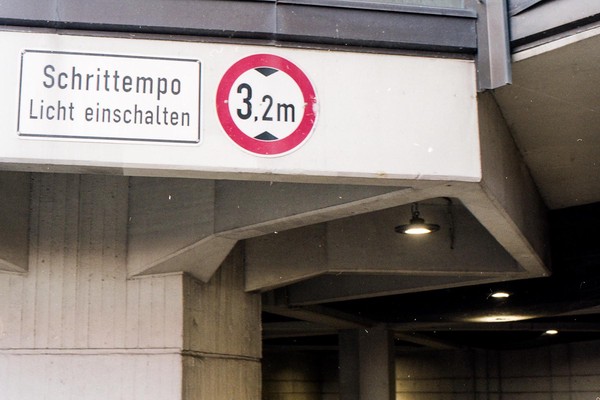 Schrittempo
Licht einschalten
3,2m